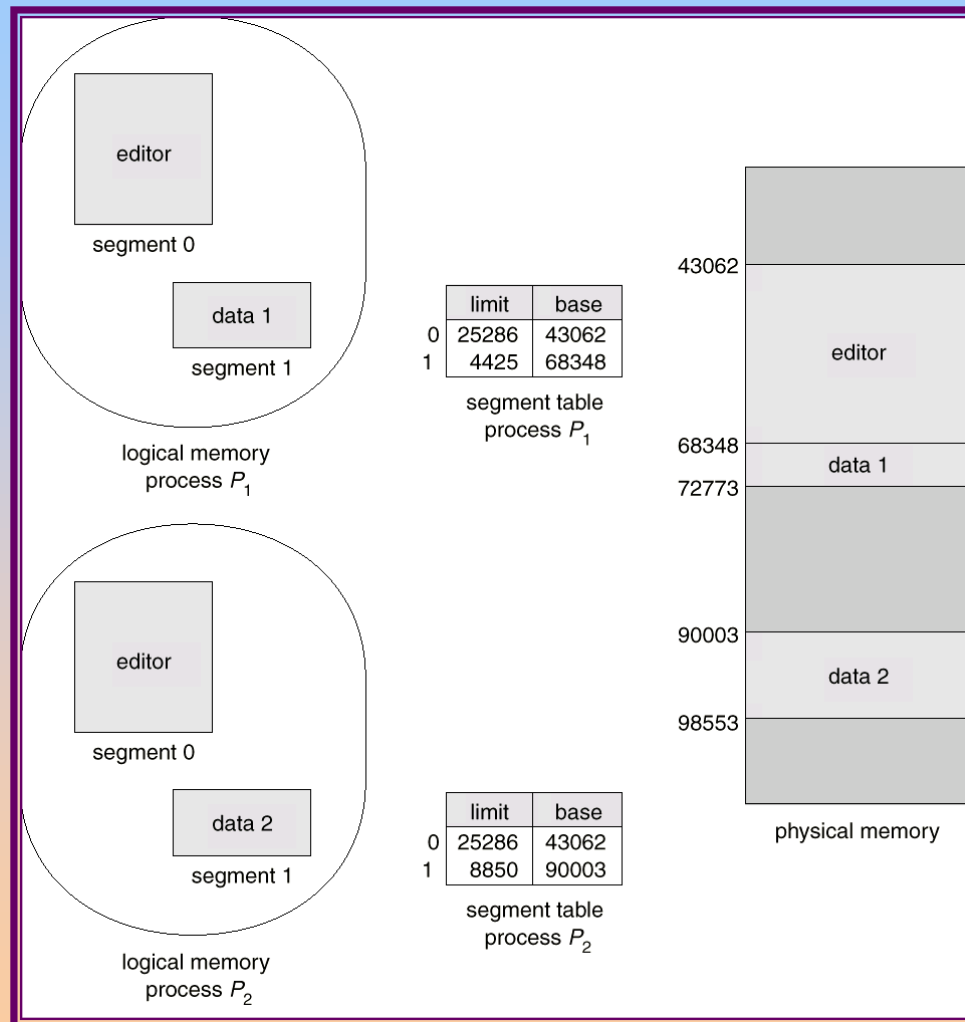 editor
segment 0
data 1
segment 1
logical memory
process P1
limit base
0 25286 43062
1 4425 68348
segment table
process P1
editor
segment 0
data 2
segment 1
logical memory
process P2
limit base
0 25286 43062
1 8850 90003
segment table
process P2
43062
editor
68348
data 1
72773
90003
data 2
98553
physical memory